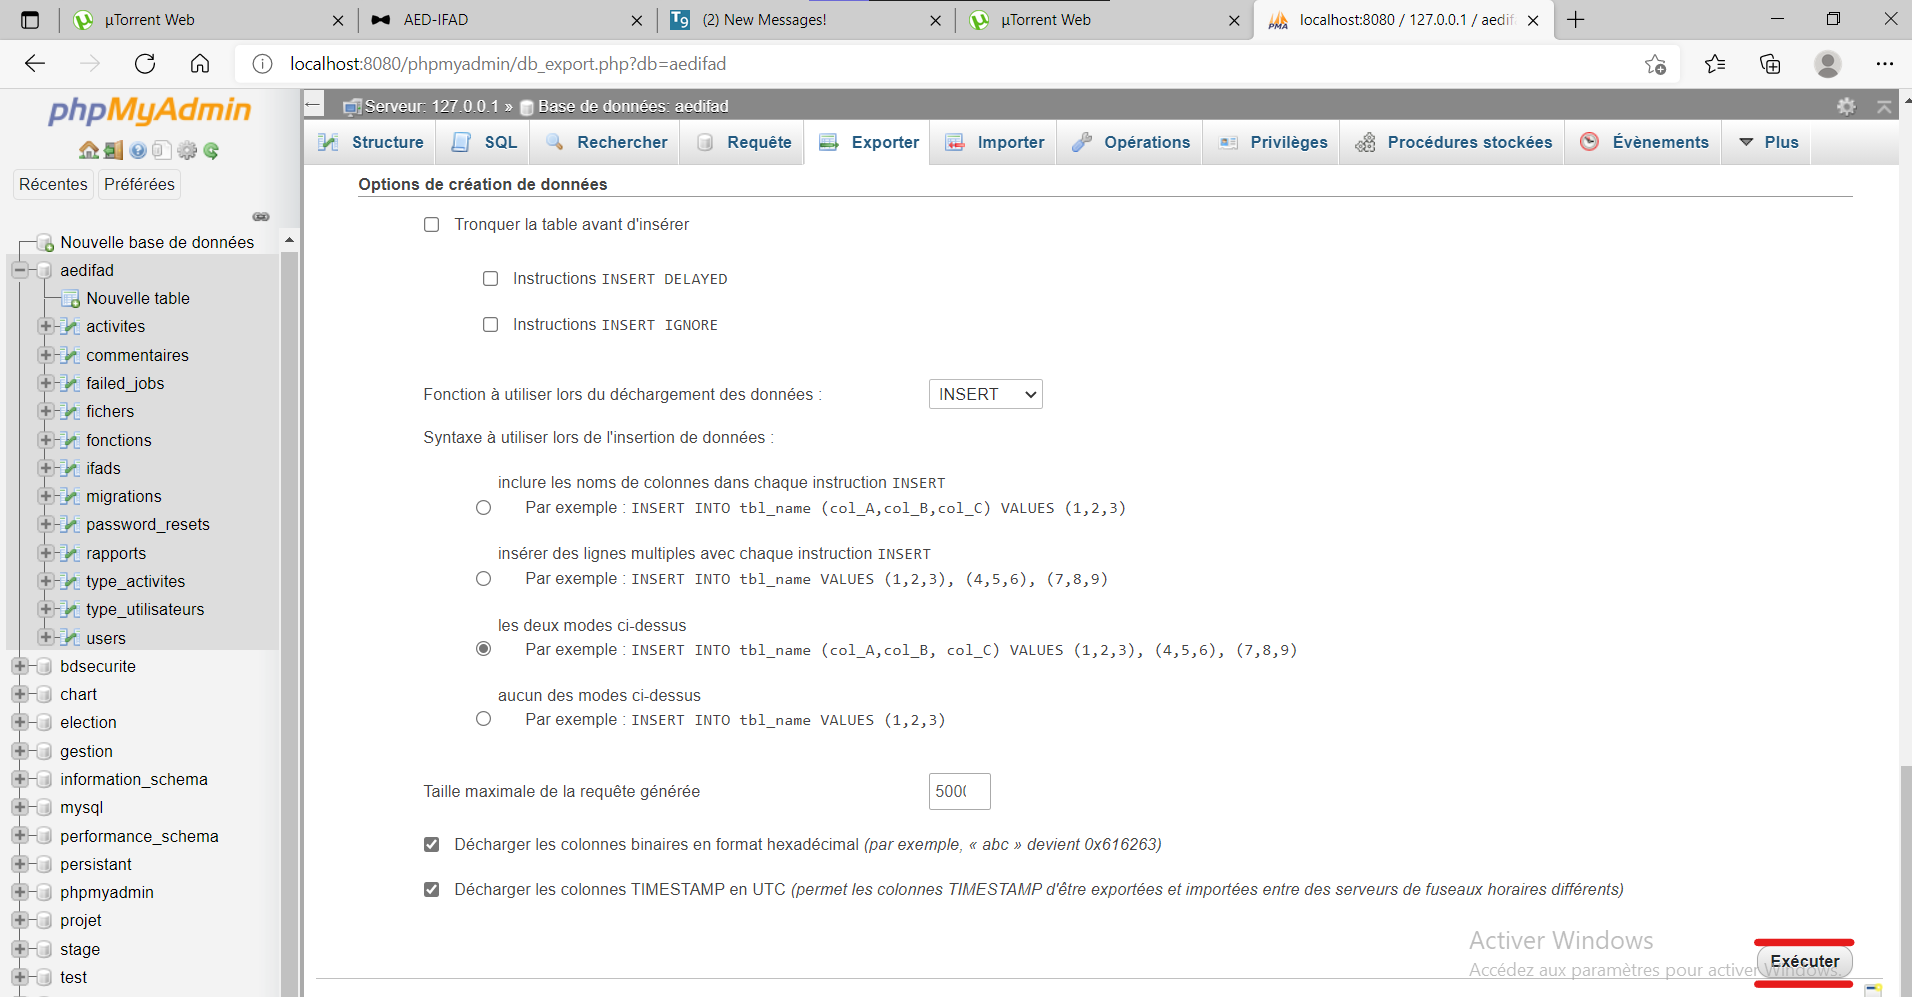 µTorrent Web
AED-IFAD
T9 (2) New Messages!
µTorrent Web
PMA localhost:8080 / 127.0.0.1 / aedif
localhost:8080/phpmyadmin/db_export.php?db=aedifad
phpMyAdmin
Récentes Préférées
Nouvelle base de données
aedifad
Nouvelle table
activites
commentaires
failed_jobs
fichers
fonctions
ifads
migrations
password_resets
rapports
type_activites
type_utilisateurs
users
bdsecurite
chart
election
gestion
information_schema
mysql
performance_schema
persistant
phpmyadmin
projet
stage
test
Serveur: 127.0.0.1 » Base de données: aedifad
Structure SQL Rechercher Requête Exporter Importer Opérations Privilèges Procédures stockées Évènements Plus
Options de création de données
Tronquer la table avant d'insérer
Instructions INSERT DELAYED
Instructions INSERT IGNORE
Fonction à utiliser lors du déchargement des données : INSERT
Syntaxe à utiliser lors de l'insertion de données :
inclure les noms de colonnes dans chaque instruction INSERT
Par exemple : INSERT INTO tbl_name (col_A,col_B,col_C) VALUES (1,2,3)
insérer des lignes multiples avec chaque instruction INSERT
Par exemple : INSERT INTO tbl_name VALUES (1,2,3), (4,5,6), (7,8,9)
les deux modes ci-dessus
Par exemple : INSERT INTO tbl_name (col_A,col_B, col_C) VALUES (1,2,3), (4,5,6), (7,8,9)
aucun des modes ci-dessus
Par exemple : INSERT INTO tbl_name VALUES (1,2,3)
Taille maximale de la requête générée 5000
Décharger les colonnes binaires en format hexadécimal (par exemple, « abc » devient 0x616263)
Décharger les colonnes TIMESTAMP en UTC (permet les colonnes TIMESTAMP d'être exportées et importées entre des serveurs de fuseaux horaires différents)
Activer Windows
Accédez aux paramètres pour activer Windows.
Exécuter